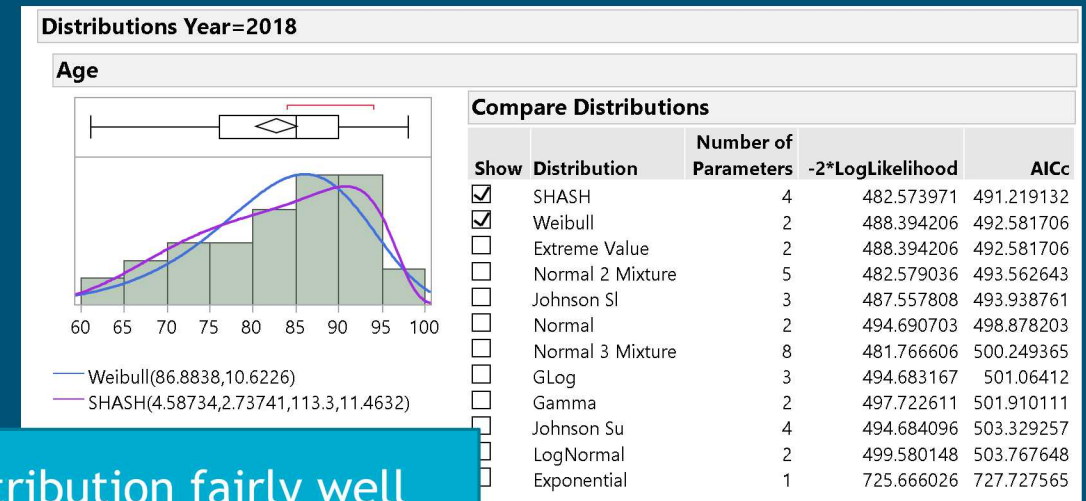 Distributions Year=2018
Age
60 65 70 75 80 85 90 95 100
Weibull(86.8838,10.6226)
SHASH(4.58734,2.73741,113.3,11.4632)
Compare Distributions
Number of
Show Distribution Parameters -2*LogLikelihood AICc
SHASH 4 482.573971 491.219132
Weibull 2 488.394206 492.581706
Extreme Value 2 488.394206 492.581706
Normal 2 Mixture 5 482.579036 493.562643
Johnson Sl 3 487.557808 493.938761
Normal 2 494.690703 498.878203
Normal 3 Mixture 8 481.766606 500.249365
GLog 3 494.683167 501.06412
Gamma 2 497.722611 501.910111
Johnson Su 4 494.684096 503.329257
LogNormal 2 499.580148 503.767648
Exponential 1 725.666026 727.727565
tribution fairly well